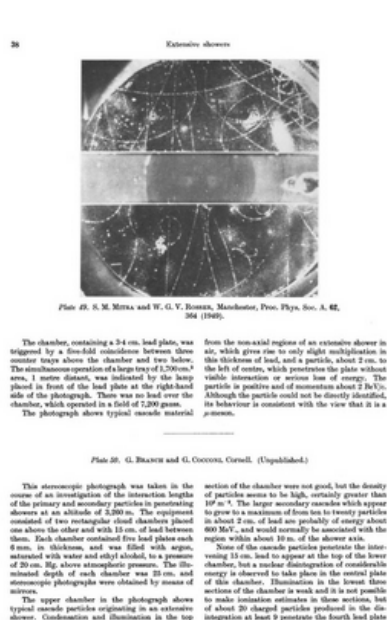 38
Extensive showers
Plate 49. S. M. MITRA and W. G. V. ROSSER, Manchester, Proc. Phys. Soc. A, 62,
364 (1949).
The chamber, containing a 3·4 cm. lead plate, was
triggered by a five-fold coincidence between three
counter trays above the chamber and two below.
The simultaneous operation of a large tray of 1,700 cm.²
area, 1 metre distant, was indicated by the lamp
placed in front of the lead plate at the right-hand
side of the photograph. There was no lead over the
chamber, which operated in a field of 7,200 gauss.
The photograph shows typical cascade material
from the non-axial regions of an extensive shower in
air, which gives rise to only slight multiplication in
this thickness of lead, and a particle, about 2 cm. to
the left of centre, which penetrates the plate without
visible interaction or serious loss of energy. The
particle is positive and of momentum about 2 BeV/c.
Although the particle could not be directly identified,
its behaviour is consistent with the view that it is a
μ-meson.
Plate 50. G. BRANCH and G. COCCONI, Cornell. (Unpublished.)
This stereoscopic photograph was taken in the
course of an investigation of the interaction lengths
of the primary and secondary particles in penetrating
showers at an altitude of 3,260 m. The equipment
consisted of two rectangular cloud chambers placed
one above the other and with 15 cm. of lead between
them. Each chamber contained five lead plates each
6 mm. in thickness, and was filled with argon,
saturated with water and ethyl alcohol, to a pressure
of 20 cm. Hg. above atmospheric pressure. The illu-
minated depth of each chamber was 25 cm. and
stereoscopic photographs were obtained by means of
mirrors.
The upper chamber in the photograph shows
typical cascade particles originating in an extensive
shower. Condensation and illumination in the top
section of the chamber were not good, but the density
of particles seems to be high, certainly greater than
m⁻². The larger secondary cascades which appear
to grow to a maximum of from ten to twenty particles
in about 2 cm. of lead are probably of energy about
600 MeV., and would normally be associated with the
region within about 10 m. of the shower axis.
None of the cascade particles penetrate the inter-
vening 15 cm. lead to appear at the top of the lower
chamber, but a nuclear disintegration of considerable
energy is observed to take place in the central plate
of this chamber. Illumination in the lowest three
sections of the chamber is weak and it is not possible
to make ionization estimates in these sections, but
of about 20 charged particles produced in the dis-
integration at least 9 penetrate the fourth lead plate